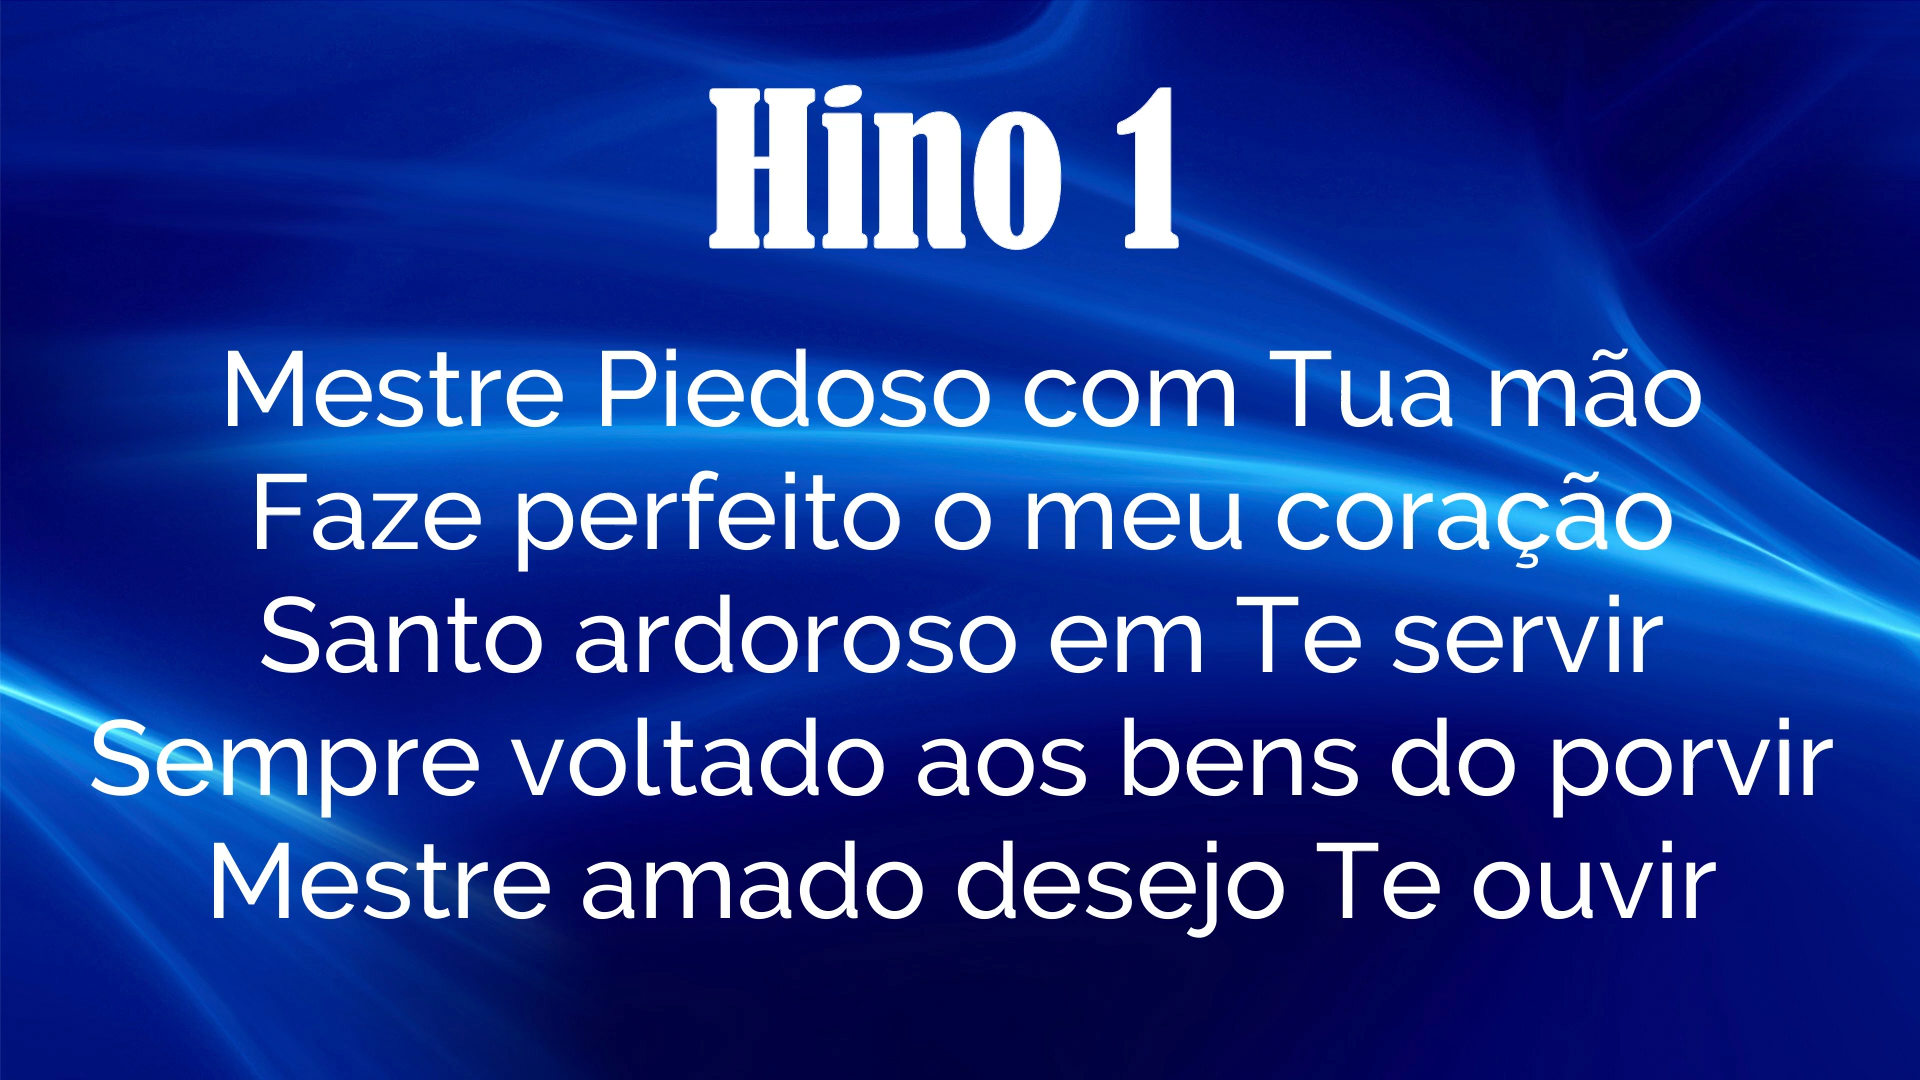 Hino 1
Mestre Piedoso com Tua mão
Faze perfeito o meu coração
Santo ardoroso em Te servir
Sempre voltado aos bens do porvir
Mestre amado desejo Te ouvir